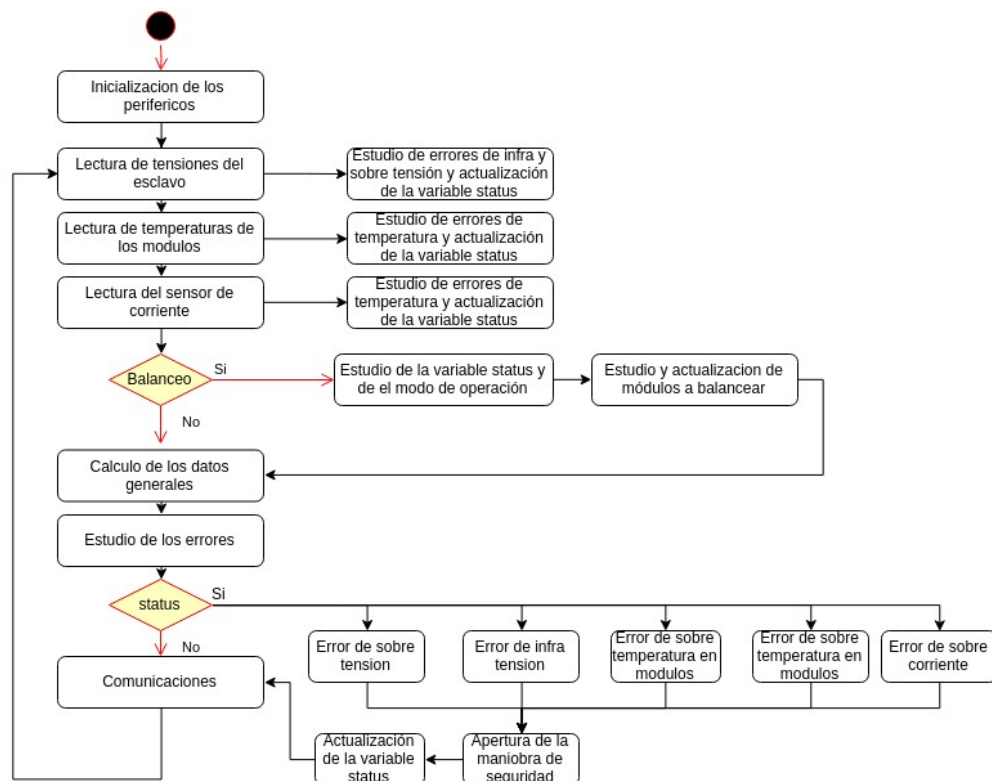 Inicializacion de los
perifericos
Lectura de tensiones del
esclavo
Estudio de errores de infra y
sobre tensión y actualización
de la variable status
Lectura de temperaturas de
los modulos
Estudio de errores de
temperatura y actualización
de la variable status
Lectura del sensor de
corriente
Estudio de errores de
temperatura y actualización
de la variable status
Balanceo
Si
Estudio de la variable status y
de el modo de operación
Estudio y actualizacion de
módulos a balancear
No
Calculo de los datos
generales
Estudio de los errores
status
Si
No
Error de sobre
tension
Error de infra
tension
Error de sobre
temperatura en
modulos
Error de sobre
temperatura en
modulos
Error de sobre
corriente
Comunicaciones
Actualización
de la variable
status
Apertura de la
maniobra de
seguridad